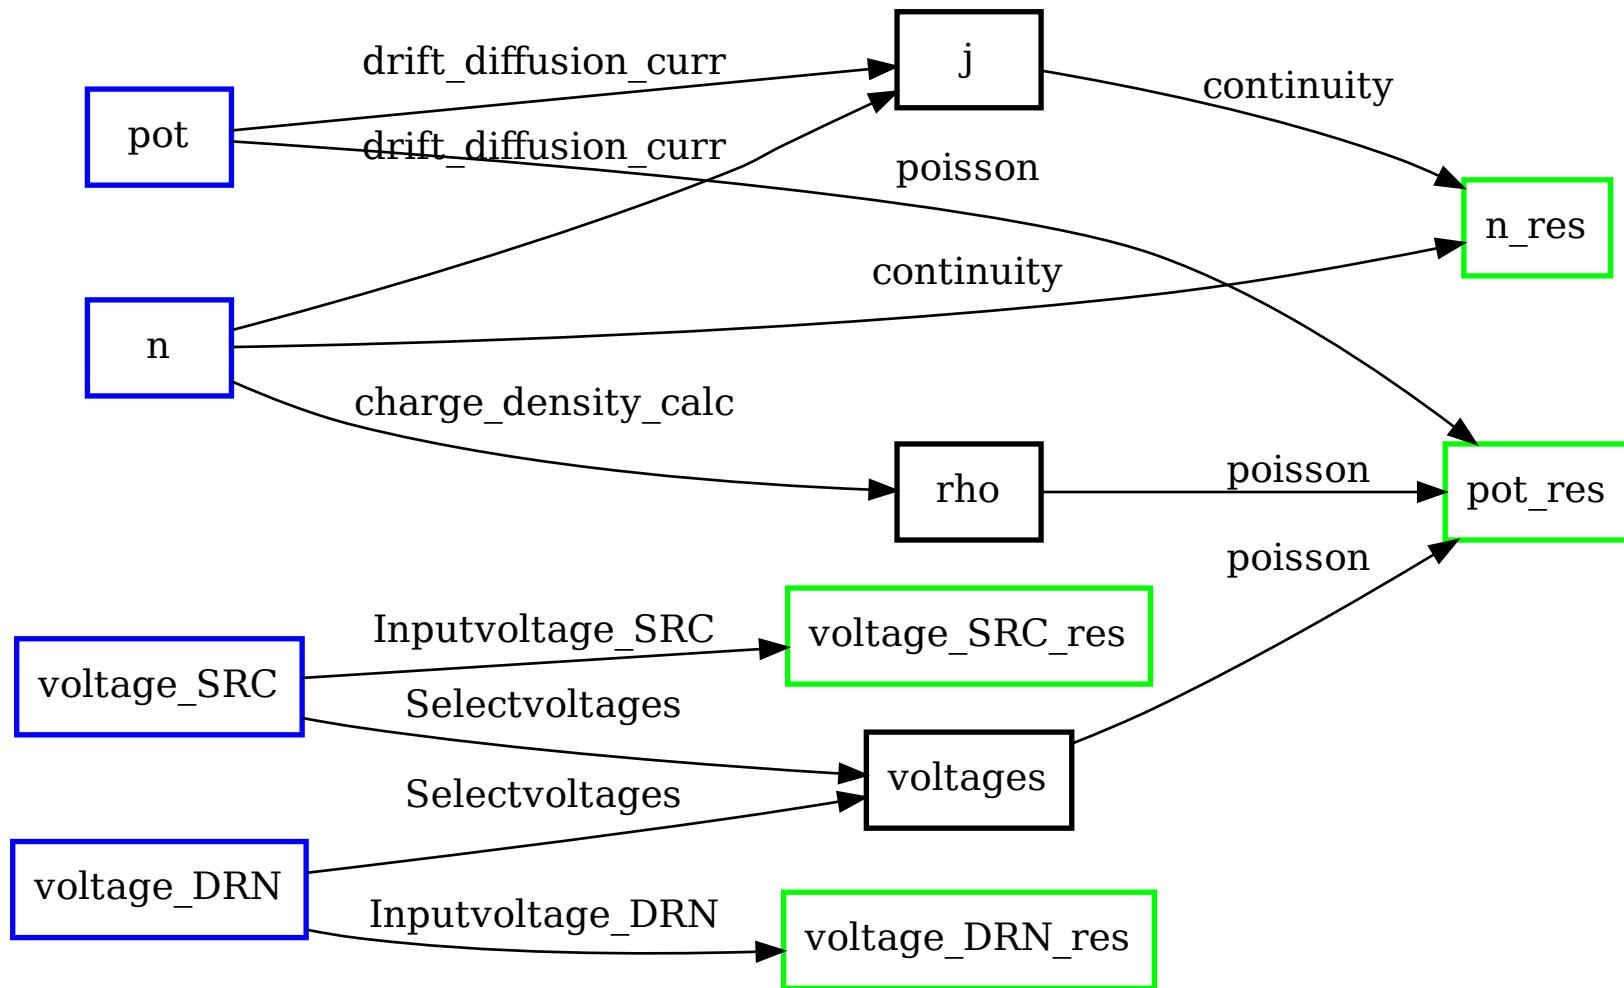 j
drift_diffusion_curr
continuity
pot
drift_diffusion_curr
poisson
n_res
continuity
n
charge_density_calc
poisson
rho
pot_res
poisson
Inputvoltage_SRC
voltage_SRC_res
voltage_SRC
Selectvoltages
voltages
Selectvoltages
voltage_DRN
Inputvoltage_DRN
voltage_DRN_res